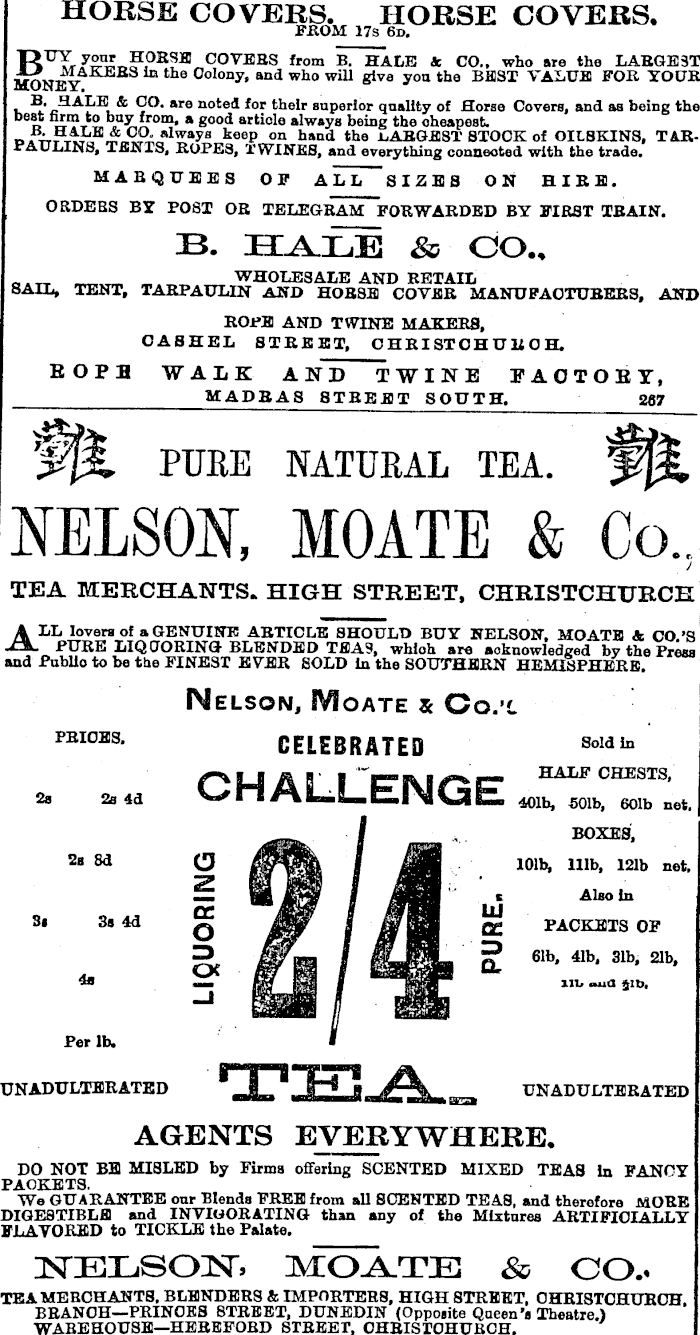 HORSE COVERS. HORSE COVERS.
FROM 17S 6D.
BUY your HORSE COVERS from B. HALE & CO., who are the LARGEST
MAKERS in the Colony, and who will give you the BEST VALUE FOR YOUR
MONEY.
B. HALE & CO. are noted for their superior quality of Horse Covers, and as being the
best firm to buy from, a good article always being the cheapest.
B. HALE & CO. always keep on hand the LARGEST STOCK of OILSKINS, TAR-
PAULINS, TENTS, ROPES, TWINES, and everything connected with the trade.
MARQUEES OF ALL SIZES ON HIRE.
ORDERS BY POST OR TELEGRAM FORWARDED BY FIRST TRAIN.
B. HALE & CO.,
WHOLESALE AND RETAIL
SAIL, TENT, TARPAULIN AND HORSE COVER MANUFACTURERS, AND
ROPE AND TWINE MAKERS,
CASHEL STREET, CHRISTCHURCH.
ROPE WALK AND TWINE FACTORY,
MADRAS STREET SOUTH. 267
難 PURE NATURAL TEA. 難
NELSON, MOATE & Co.,
TEA MERCHANTS. HIGH STREET, CHRISTCHURCH
ALL lovers of a GENUINE ARTICLE SHOULD BUY NELSON, MOATE & CO.'S
PURE LIQUORING BLENDED TEAS, which are acknowledged by the Press
and Public to be the FINEST EVER SOLD in the SOUTHERN HEMISPHERE.
NELSON, MOATE & Co.'S
PRICES.
2s 2s 4d
2s 8d
3s 3s 4d
4s
Per lb.
UNADULTERATED
CELEBRATED
CHALLENGE
LIQUORING
2/4
PURE.
TEA.
Sold in
HALF CHESTS,
40lb, 50lb, 60lb net.
BOXES,
10lb, 11lb, 12lb net.
Also in
PACKETS OF
6lb, 4lb, 3lb, 2lb,
1lb and ½lb.
UNADULTERATED
AGENTS EVERYWHERE.
DO NOT BE MISLED by Firms offering SCENTED MIXED TEAS in FANCY
PACKETS.
We GUARANTEE our Blends FREE from all SCENTED TEAS, and therefore MORE
DIGESTIBLE and INVIGORATING than any of the Mixtures ARTIFICIALLY
FLAVORED to TICKLE the Palate.
NELSON, MOATE & CO.,
TEA MERCHANTS, BLENDERS & IMPORTERS, HIGH STREET, CHRISTCHURCH.
BRANCH—PRINCES STREET, DUNEDIN (Opposite Queen's Theatre.)
WAREHOUSE—HEREFORD STREET, CHRISTCHURCH.